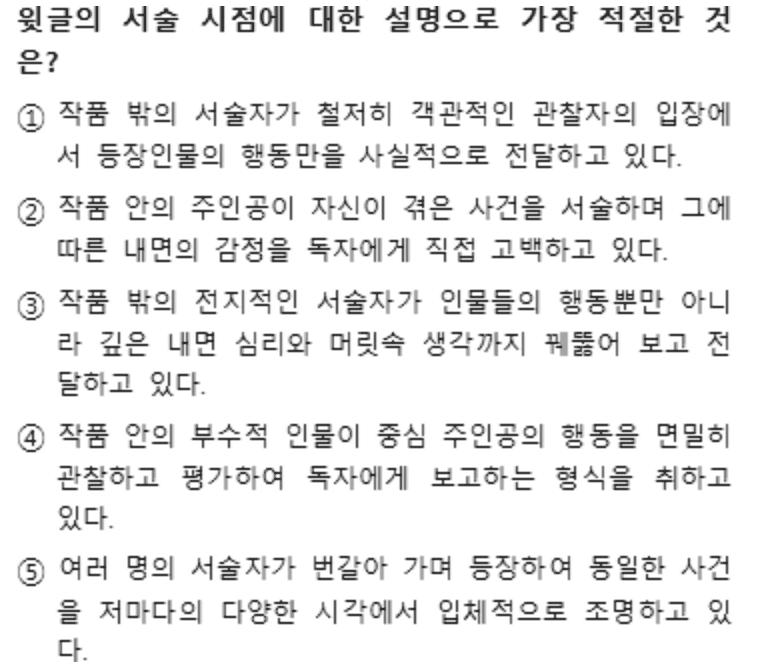 윗글의 서술 시점에 대한 설명으로 가장 적절한 것
은?
① 작품 밖의 서술자가 철저히 객관적인 관찰자의 입장에
서 등장인물의 행동만을 사실적으로 전달하고 있다.
② 작품 안의 주인공이 자신이 겪은 사건을 서술하며 그에
따른 내면의 감정을 독자에게 직접 고백하고 있다.
③ 작품 밖의 전지적인 서술자가 인물들의 행동뿐만 아니
라 깊은 내면 심리와 머릿속 생각까지 꿰뚫어 보고 전
달하고 있다.
④ 작품 안의 부수적 인물이 중심 주인공의 행동을 면밀히
관찰하고 평가하여 독자에게 보고하는 형식을 취하고
있다.
⑤ 여러 명의 서술자가 번갈아 가며 등장하여 동일한 사건
을 저마다의 다양한 시각에서 입체적으로 조명하고 있
다.